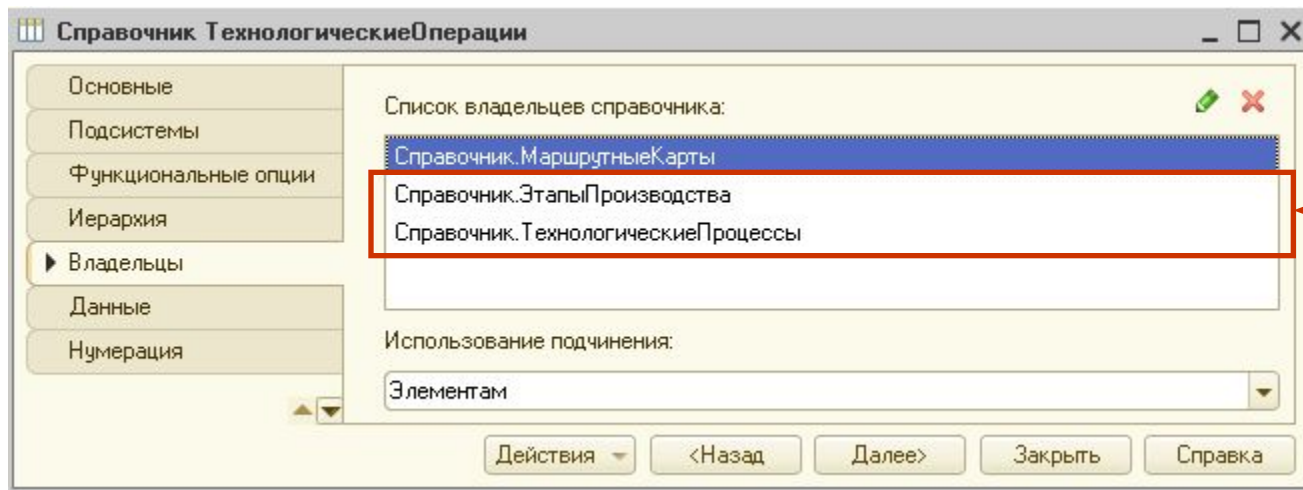 Справочник ТехнологическиеОперации
Основные
Подсистемы
Функциональные опции
Иерархия
Владельцы
Данные
Нумерация
Список владельцев справочника:
Справочник.МаршрутныеКарты
Справочник.ЭтапыПроизводства
Справочник.ТехнологическиеПроцессы
Использование подчинения:
Элементам
Действия
<Назад
Далее>
Закрыть
Справка